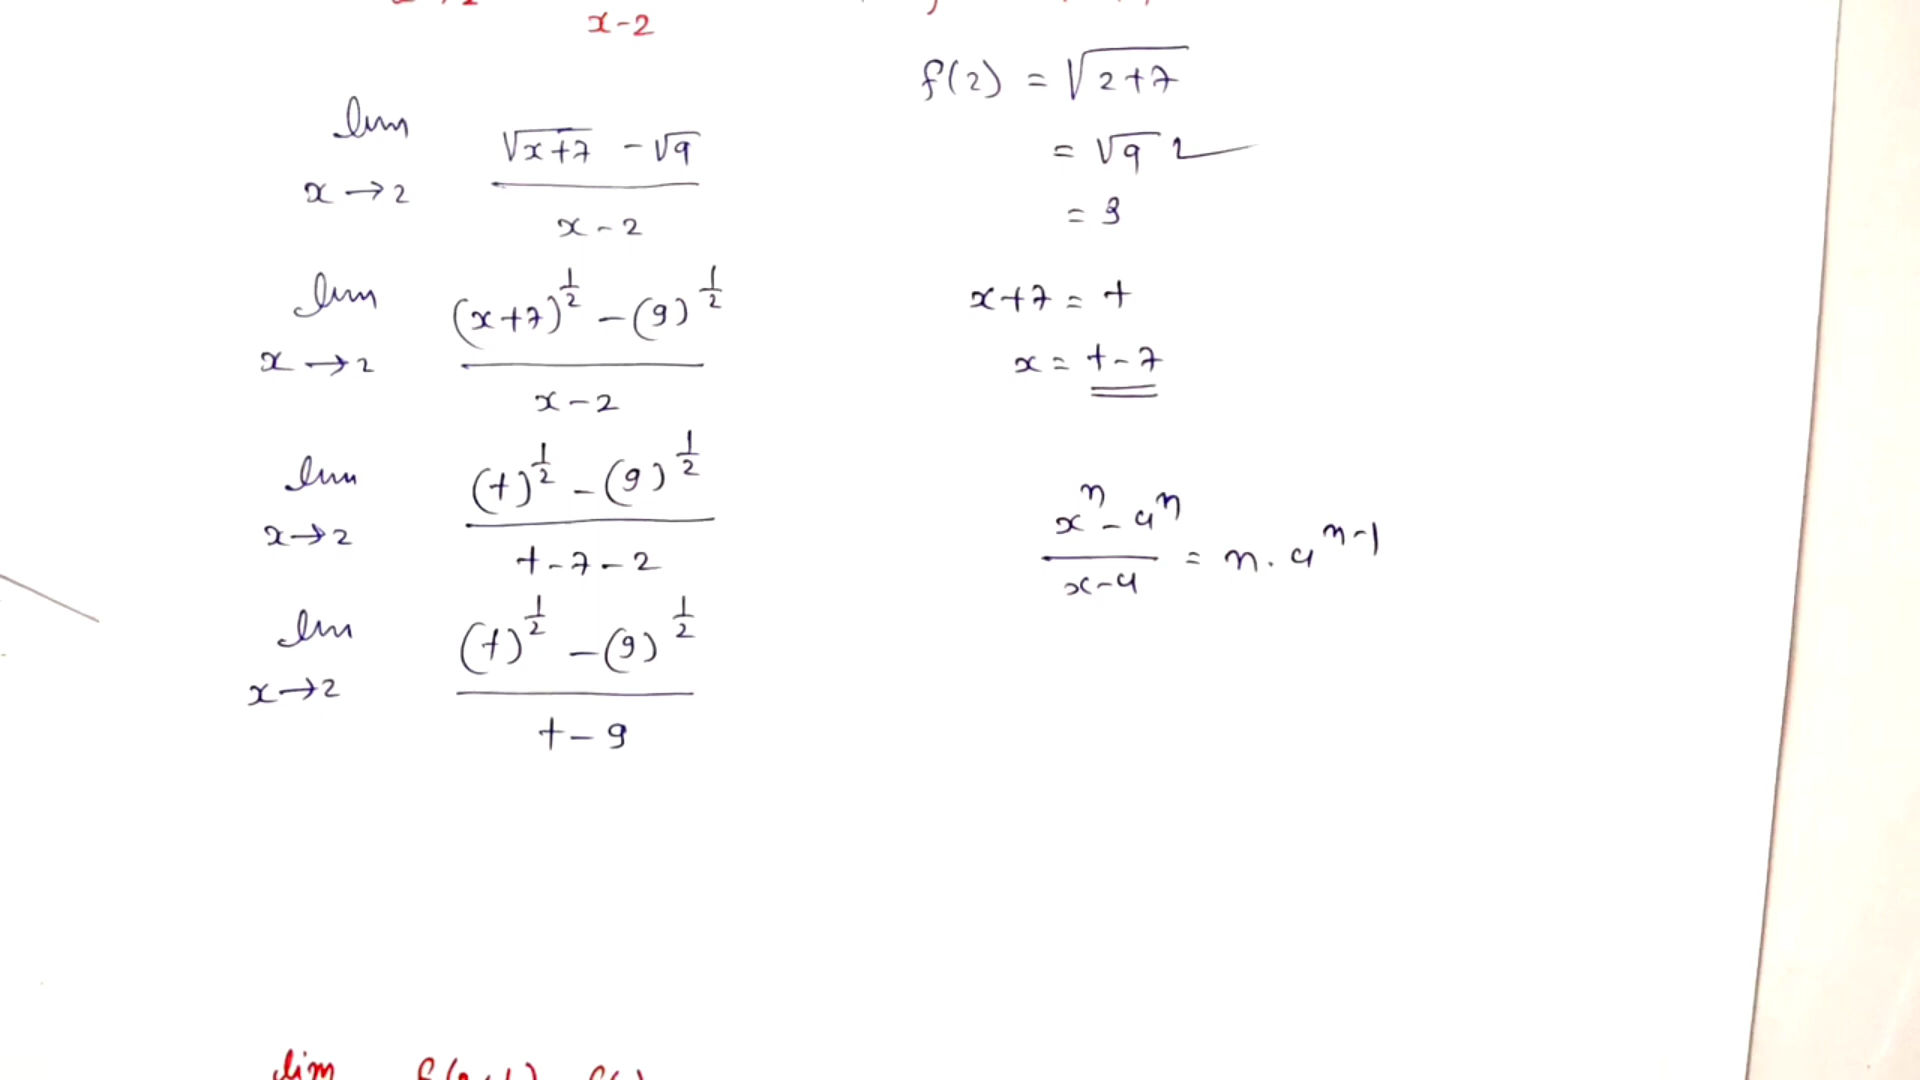 x-2
lim x→2 (√(x+7) - √9)/(x-2)
lim x→2 ((x+7)^(1/2) - (9)^(1/2))/(x-2)
lim x→2 ((t)^(1/2) - (9)^(1/2))/(t-7-2)
lim x→2 ((t)^(1/2) - (9)^(1/2))/(t-9)
f(2) = √(2+7)
= √9
= 3
x+7 = t
x = t-7
(x^n - a^n)/(x-a) = n.a^(n-1)
lim